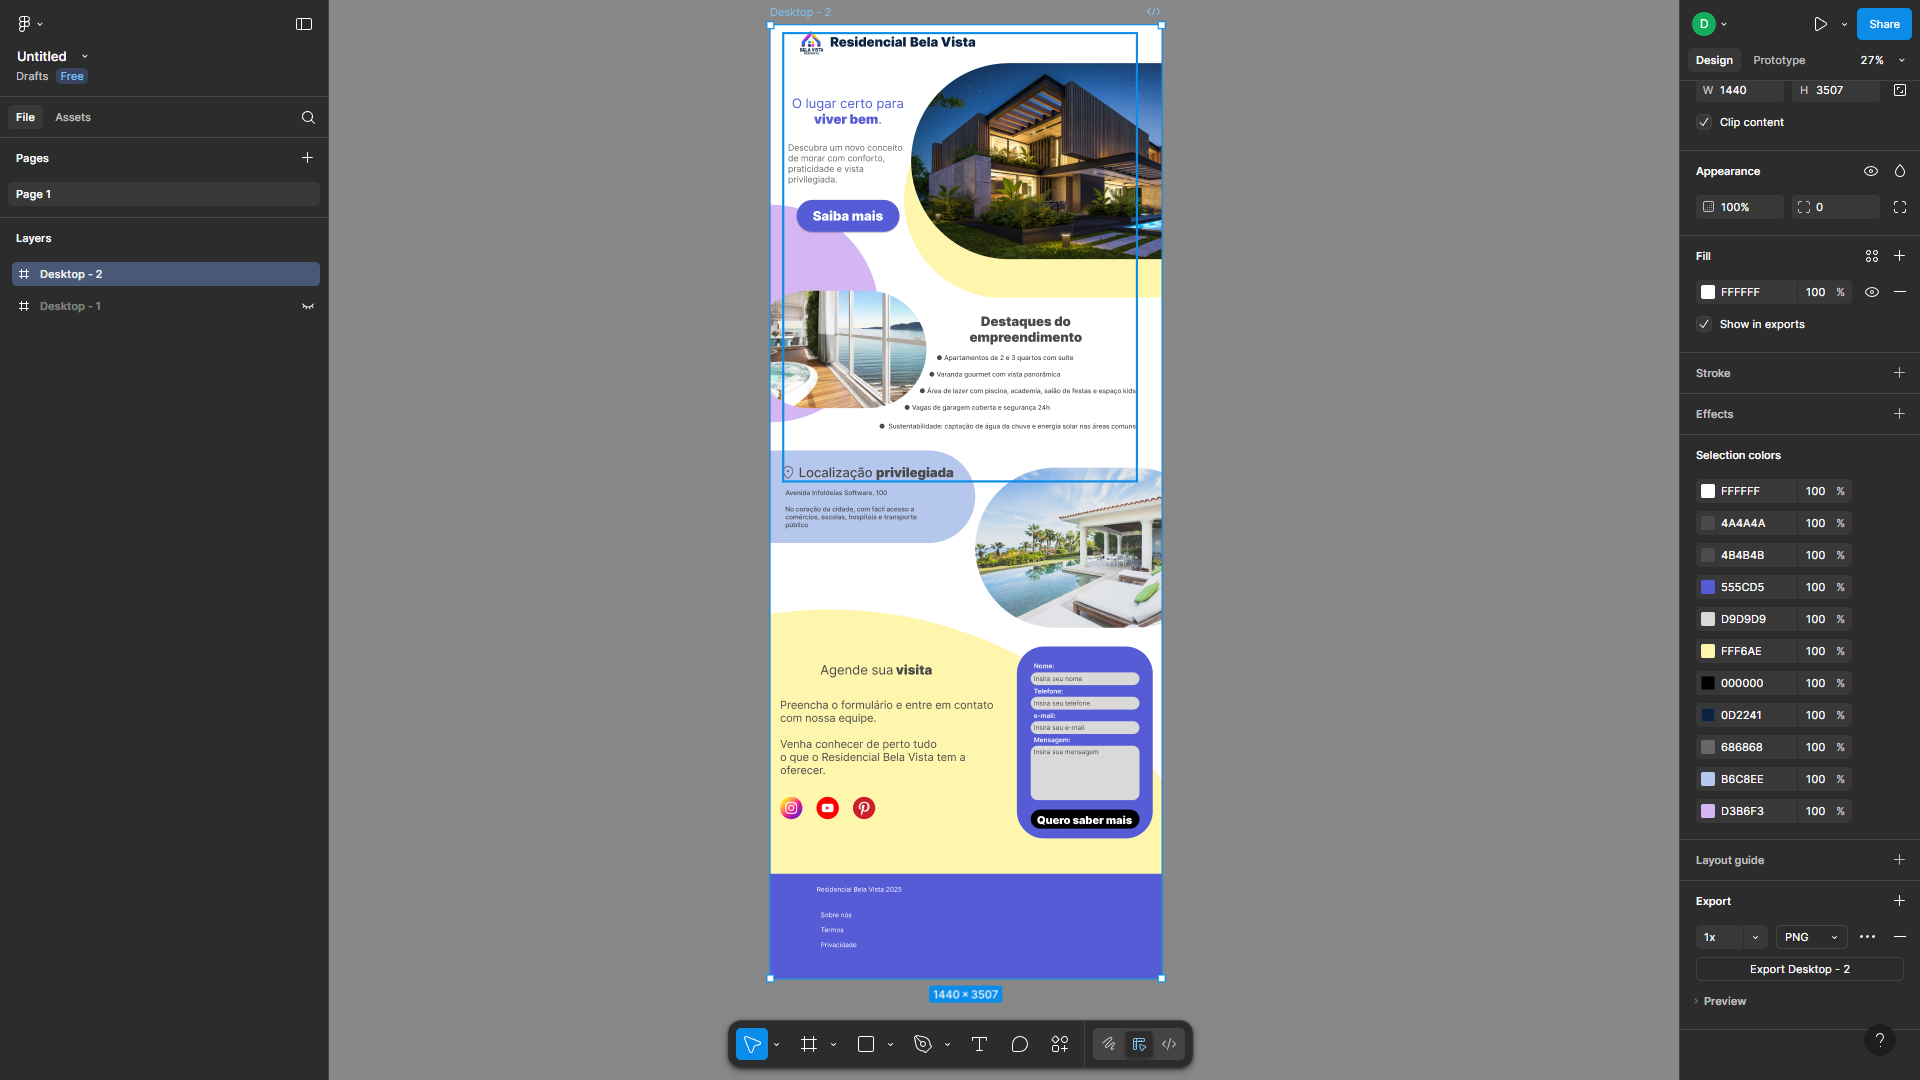 Untitled
Drafts
Free
File
Assets
Pages
Page 1
Layers
Desktop - 2
Desktop - 1
Desktop - 2
BELA VISTA
Residencial Bela Vista
O lugar certo para
viver bem.
Descubra um novo conceito
de morar com conforto,
praticidade e vista
privilegiada.
Saiba mais
Destaques do
empreendimento
● Apartamentos de 2 e 3 quartos com suíte
● Varanda gourmet com vista panorâmica
● Área de lazer com piscina, academia, salão de festas e espaço kids
● Vagas de garagem coberta e segurança 24h
● Sustentabilidade: captação de água da chuva e energia solar nas áreas comuns
Localização privilegiada
Avenida InfoIdeias Software, 100
No coração da cidade, com fácil acesso a
comércios, escolas, hospitais e transporte
público
Agende sua visita
Preencha o formulário e entre em contato
com nossa equipe.
Venha conhecer de perto tudo
o que o Residencial Bela Vista tem a
oferecer.
Nome:
Insira seu nome
Telefone:
Insira seu telefone
e-mail:
Insira seu e-mail
Mensagem:
Insira sua mensagem
Quero saber mais
Residencial Bela Vista 2025
Sobre nós
Termos
Privacidade
1440 × 3507
D
Share
Design
Prototype
27%
W 1440
H 3507
Clip content
Appearance
100%
0
Fill
FFFFFF 100 %
Show in exports
Stroke
Effects
Selection colors
FFFFFF 100 %
4A4A4A 100 %
4B4B4B 100 %
555CD5 100 %
D9D9D9 100 %
FFF6AE 100 %
000000 100 %
0D2241 100 %
686868 100 %
B6C8EE 100 %
D3B6F3 100 %
Layout guide
Export
1x
PNG
Export Desktop - 2
Preview
?